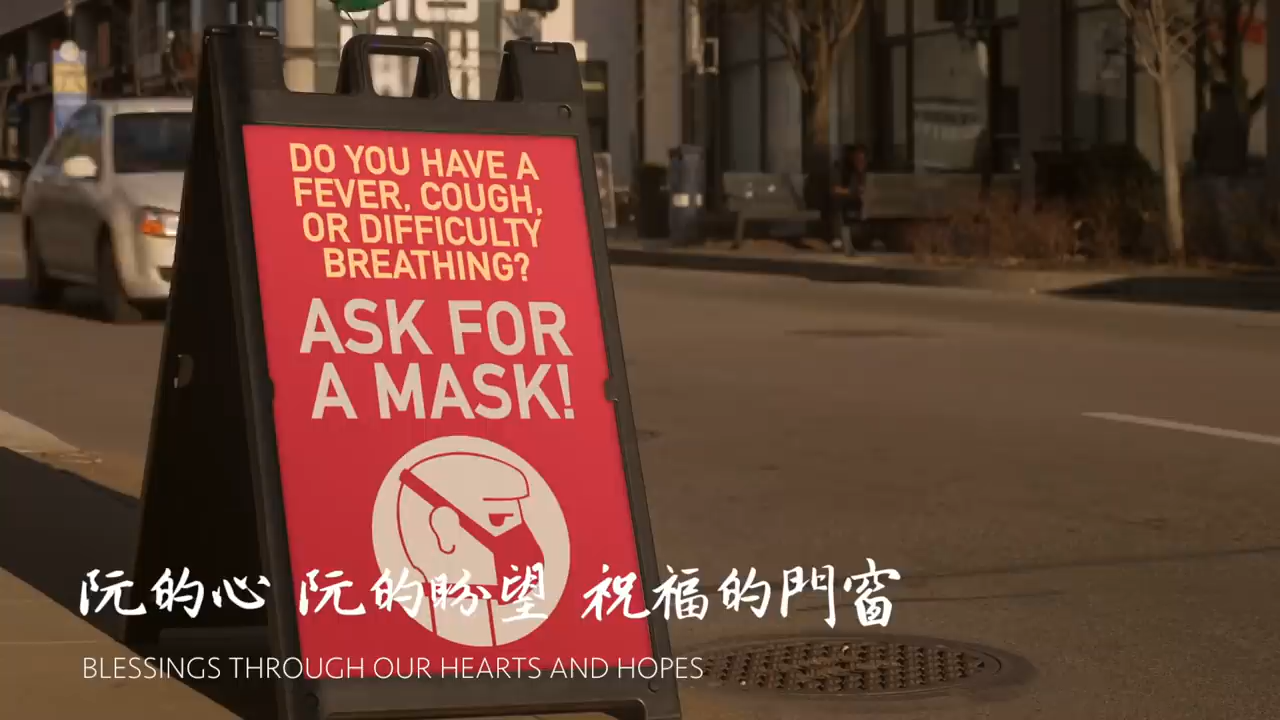 DO YOU HAVE A
FEVER, COUGH,
OR DIFFICULTY
BREATHING?
ASK FOR
A MASK!
阮的心 阮的盼望 祝福的門窗
BLESSINGS THROUGH OUR HEARTS AND HOPES